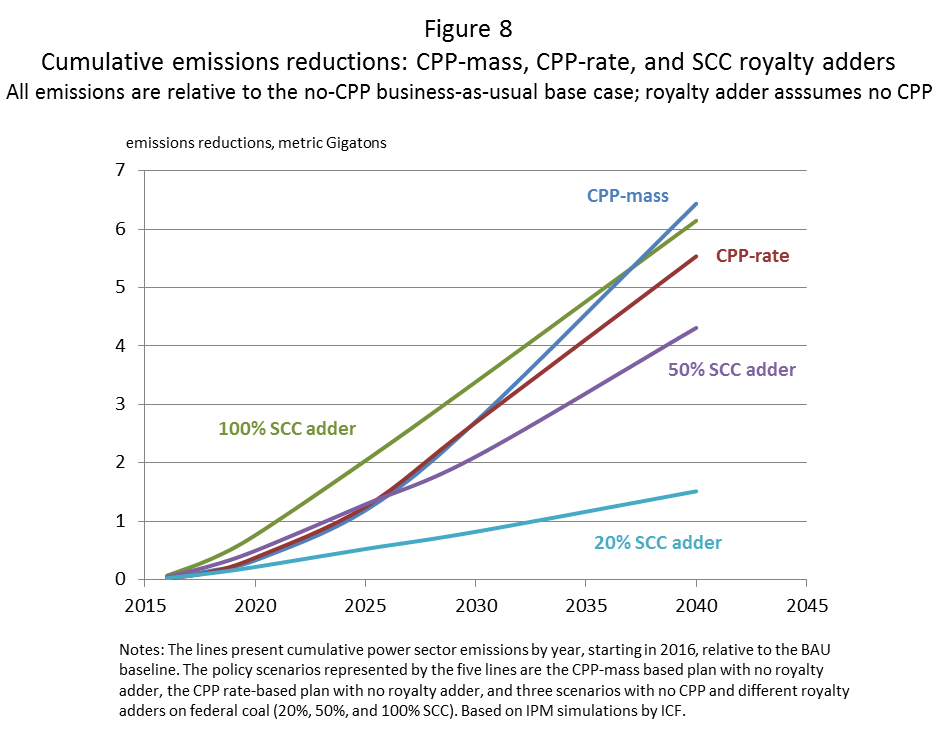 Figure 8
Cumulative emissions reductions: CPP-mass, CPP-rate, and SCC royalty adders
All emissions are relative to the no-CPP business-as-usual base case; royalty adder asssumes no CPP
emissions reductions, metric Gigatons
7
CPP-mass
6
CPP-rate
5
4
50% SCC adder
3
100% SCC adder
2
1
20% SCC adder
0
2015 2020 2025 2030 2035 2040 2045
Notes: The lines present cumulative power sector emissions by year, starting in 2016, relative to the BAU
baseline. The policy scenarios represented by the five lines are the CPP-mass based plan with no royalty
adder, the CPP rate-based plan with no royalty adder, and three scenarios with no CPP and different royalty
adders on federal coal (20%, 50%, and 100% SCC). Based on IPM simulations by ICF.